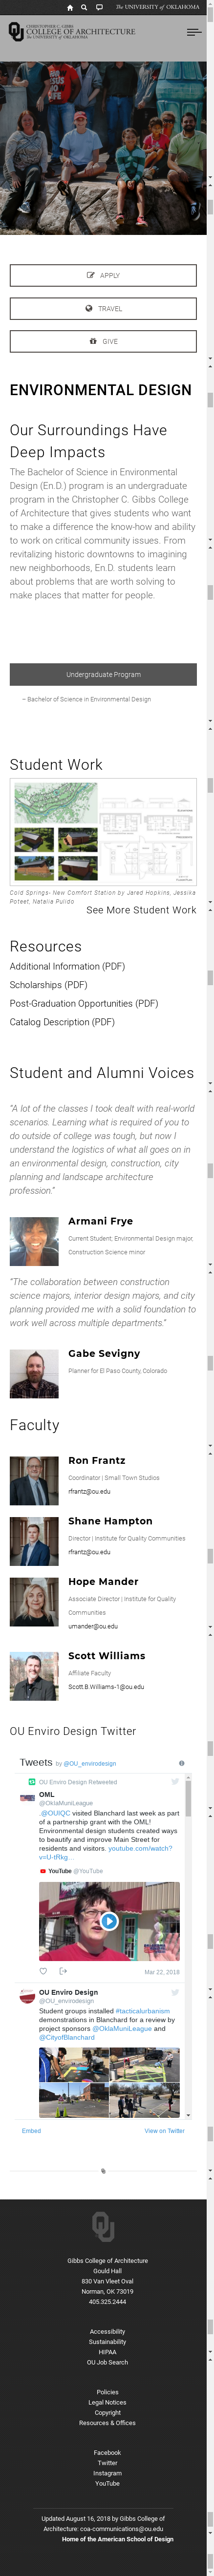 The UNIVERSITY of OKLAHOMA
CHRISTOPHER C. GIBBS
COLLEGE OF ARCHITECTURE
The UNIVERSITY of OKLAHOMA
APPLY
TRAVEL
GIVE
ENVIRONMENTAL DESIGN
Our Surroundings Have
Deep Impacts
The Bachelor of Science in Environmental
Design (En.D.) program is an undergraduate
program in the Christopher C. Gibbs College
of Architecture that gives students who want
to make a difference the know-how and ability
to work on critical community issues. From
revitalizing historic downtowns to imagining
new neighborhoods, En.D. students learn
about problems that are worth solving to
make places that matter for people.
Undergraduate Program
– Bachelor of Science in Environmental Design
Student Work
Cold Springs- New Comfort Station by Jared Hopkins, Jessika
Poteet, Natalia Pulido
See More Student Work
Resources
Additional Information (PDF)
Scholarships (PDF)
Post-Graduation Opportunities (PDF)
Catalog Description (PDF)
Student and Alumni Voices
"A lot of the classes I took dealt with real-world
scenarios. Learning what is required of you
to do outside of college was tough, but now I
understand the logistics of what all goes on in
environmental design, construction, city
planning and landscape architecture
profession."
Armani Frye
Current Student, Environmental Design major,
Construction Science minor
"The collaboration between construction
science majors, interior design majors, and city
planning provided me with a solid foundation to
work well across multiple departments."
Gabe Sevigny
Planner for El Paso County, Colorado
Faculty
Ron Frantz
Coordinator | Small Town Studios
rfrantz@ou.edu
Shane Hampton
Director | Institute for Quality Communities
rfrantz@ou.edu
Hope Mander
Associate Director | Institute for Quality
Communities
umander@ou.edu
Scott Williams
Affiliate Faculty
Scott.B.Williams-1@ou.edu
OU Enviro Design Twitter
Tweets by @OU_envirodesign
OU Enviro Design Retweeted
OML
@OklaMuniLeague
.@OUIQC visited Blanchard last week as part
of a partnership grant with the OML!
Environmental design students created ways
to beautify and improve Main Street for
residents and visitors. youtube.com/watch?
v=U-tRkg…
YouTube @YouTube
Mar 22, 2018
OU Enviro Design
@OU_envirodesign
Student groups installed #tacticalurbanism
demonstrations in Blanchard for a review by
project sponsors @OklaMuniLeague and
@CityofBlanchard
Embed
View on Twitter
Gibbs College of Architecture
Gould Hall
830 Van Vleet Oval
Norman, OK 73019
405.325.2444
Accessibility
Sustainability
HIPAA
OU Job Search
Policies
Legal Notices
Copyright
Resources & Offices
Facebook
Twitter
Instagram
YouTube
Updated August 16, 2018 by Gibbs College of
Architecture: coa-communications@ou.edu
Home of the American School of Design